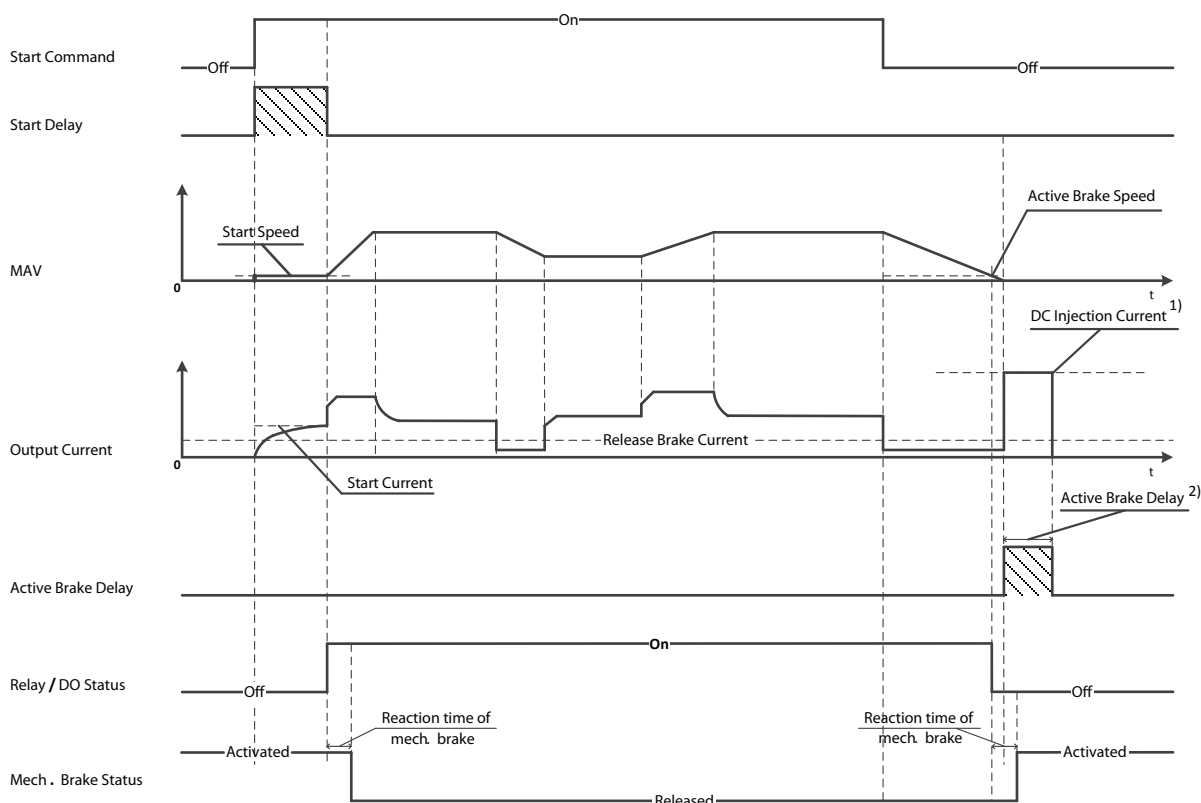 On
Start Command
Off
Off
Start Delay
Active Brake Speed
Start Speed
MAV
0
t
DC Injection Current 1)
Release Brake Current
Output Current
0
t
Start Current
Active Brake Delay 2)
Active Brake Delay
On
Relay / DO Status
Off
Off
Reaction time of
mech. brake
Reaction time of
mech. brake
Activated
Activated
Mech. Brake Status
Released